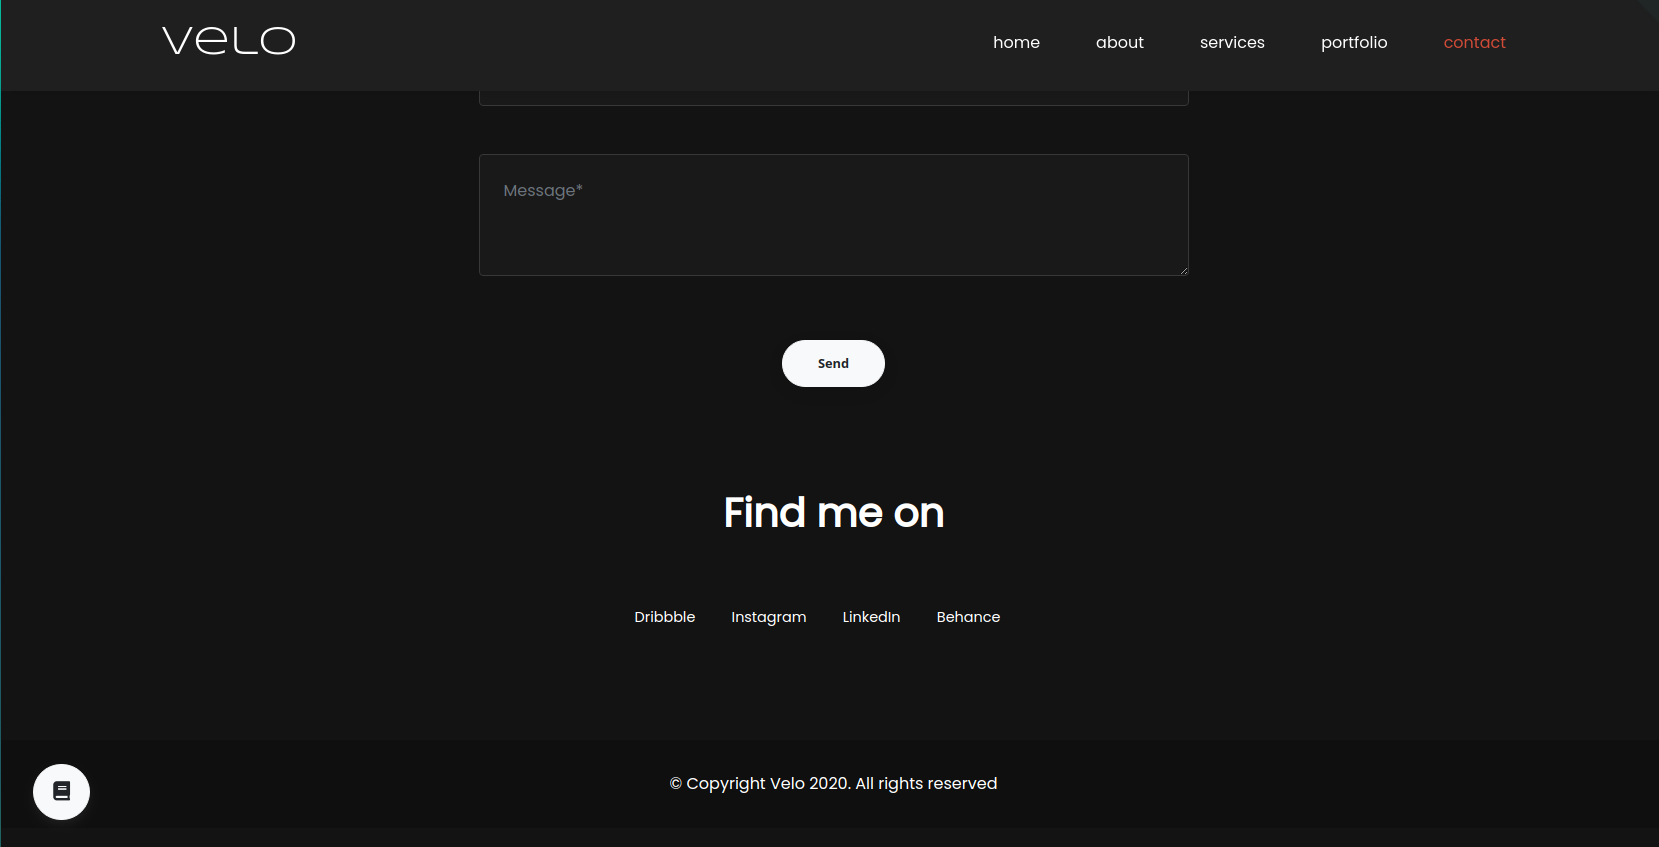 velo
home about services portfolio contact
Message*
Send
Find me on
Dribbble Instagram LinkedIn Behance
© Copyright Velo 2020. All rights reserved